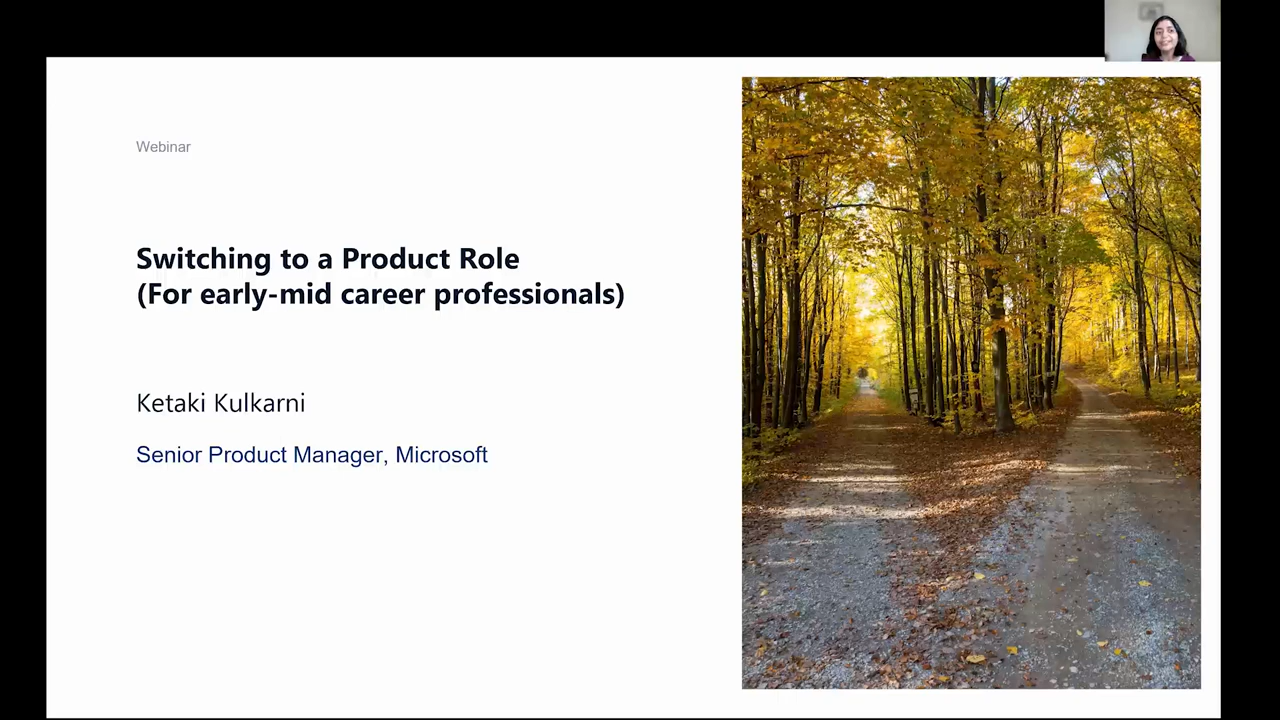 Webinar
Switching to a Product Role
(For early-mid career professionals)
Ketaki Kulkarni
Senior Product Manager, Microsoft